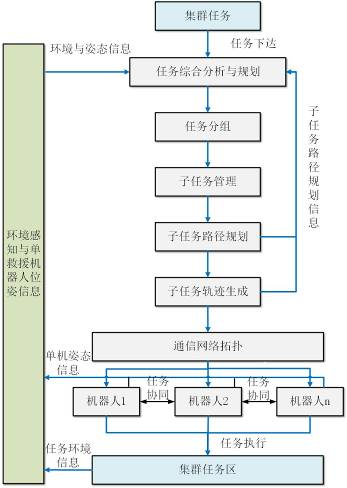 集群任务
任务下达
环境与姿态信息
任务综合分析与规划
任务分组
子任务管理
子任务路径规划信息
子任务路径规划
子任务轨迹生成
环境感
知与单
救援机
器人位
姿信息
通信网络拓扑
单机姿态
信息
任务
协同
任务
协同
机器人1
机器人2
机器人n
任务执行
任务环境
信息
集群任务区